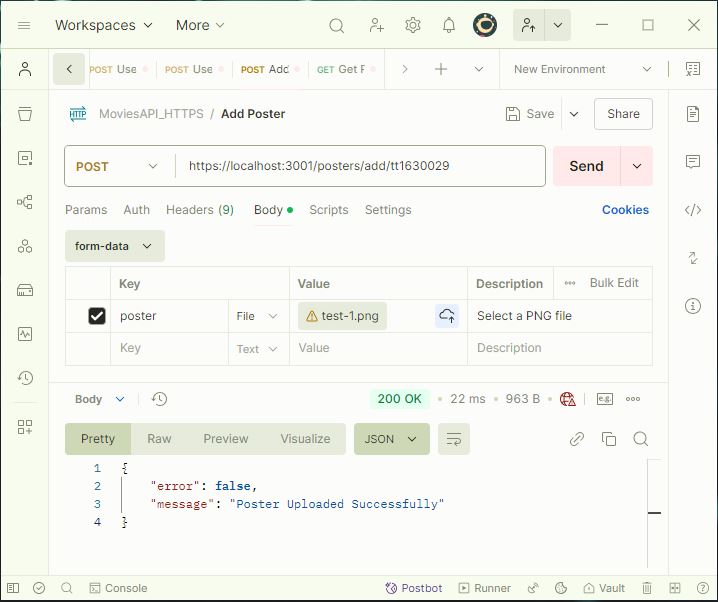 Workspaces More
POST Use POST Use POST Add GET Get F New Environment
HTTP MoviesAPI_HTTPS / Add Poster Save Share
POST https://localhost:3001/posters/add/tt1630029 Send
Params Auth Headers (9) Body Scripts Settings Cookies
form-data
Key Value Description Bulk Edit
poster File test-1.png Select a PNG file
Key Text Value Description
Body 200 OK • 22 ms • 963 B • e.g.
Pretty Raw Preview Visualize JSON
1 {
2 "error": false,
3 "message": "Poster Uploaded Successfully"
4 }
Console Postbot Runner Vault